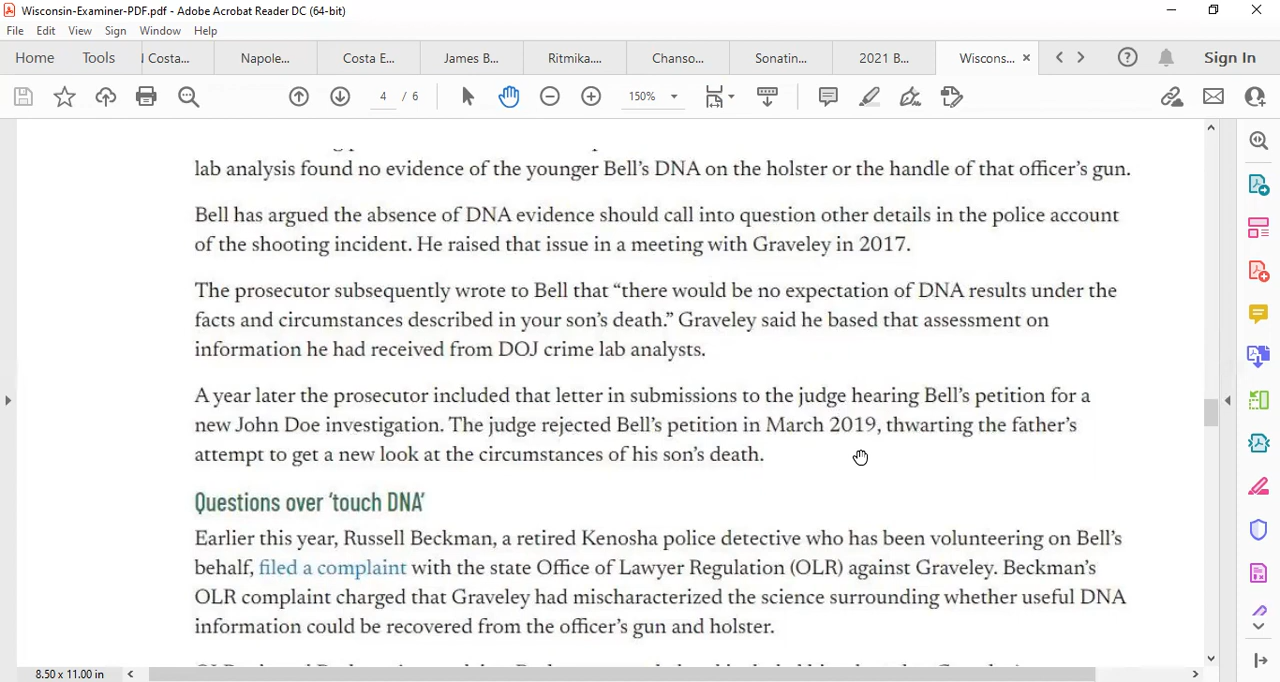 Wisconsin-Examiner-PDF.pdf - Adobe Acrobat Reader DC (64-bit)
File Edit View Sign Window Help
Home Tools l Costa... Napole... Costa E... James B... Ritmika.... Chanso... Sonatin... 2021 B... Wiscons... × Sign In
4 / 6 150%
lab analysis found no evidence of the younger Bell’s DNA on the holster or the handle of that officer’s gun.
Bell has argued the absence of DNA evidence should call into question other details in the police account
of the shooting incident. He raised that issue in a meeting with Graveley in 2017.
The prosecutor subsequently wrote to Bell that “there would be no expectation of DNA results under the
facts and circumstances described in your son’s death.” Graveley said he based that assessment on
information he had received from DOJ crime lab analysts.
A year later the prosecutor included that letter in submissions to the judge hearing Bell’s petition for a
new John Doe investigation. The judge rejected Bell’s petition in March 2019, thwarting the father’s
attempt to get a new look at the circumstances of his son’s death.
Questions over ‘touch DNA’
Earlier this year, Russell Beckman, a retired Kenosha police detective who has been volunteering on Bell’s
behalf, filed a complaint with the state Office of Lawyer Regulation (OLR) against Graveley. Beckman’s
OLR complaint charged that Graveley had mischaracterized the science surrounding whether useful DNA
information could be recovered from the officer’s gun and holster.
8.50 x 11.00 in